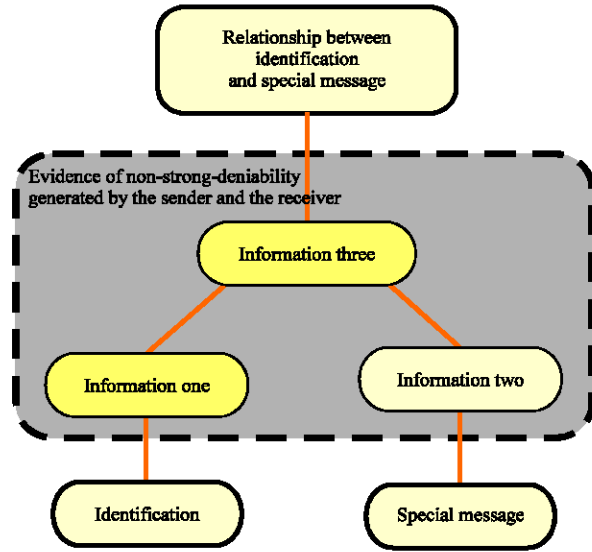 Relationship between
identification
and special message
Evidence of non-strong-deniability
generated by the sender and the receiver
Information three
Information one
Information two
Identification
Special message